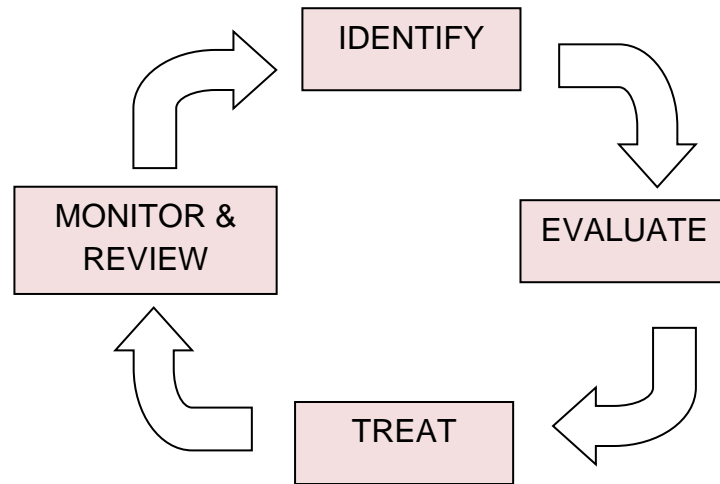 IDENTIFY
EVALUATE
TREAT
MONITOR &
REVIEW